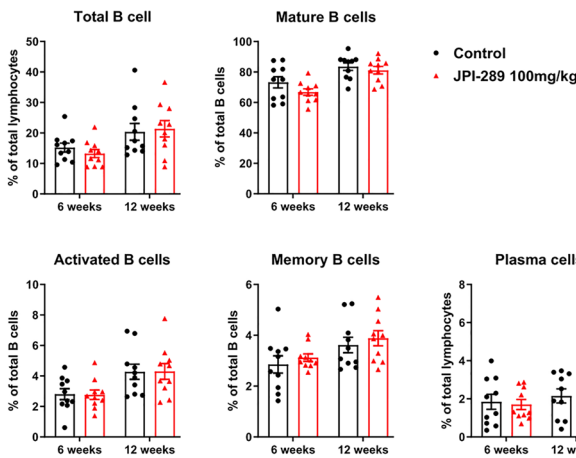 Total B cell
% of total lymphocytes
50
40
30
20
10
0
6 weeks
12 weeks
Mature B cells
% of total B cells
100
80
60
40
20
0
6 weeks
12 weeks
Control
JPI-289 100mg/kg
Activated B cells
% of total B cells
10
8
6
4
2
0
6 weeks
12 weeks
Memory B cells
% of total B cells
6
4
2
0
6 weeks
12 weeks
Plasma cells
% of total lymphocytes
8
6
4
2
0
6 weeks
12 w